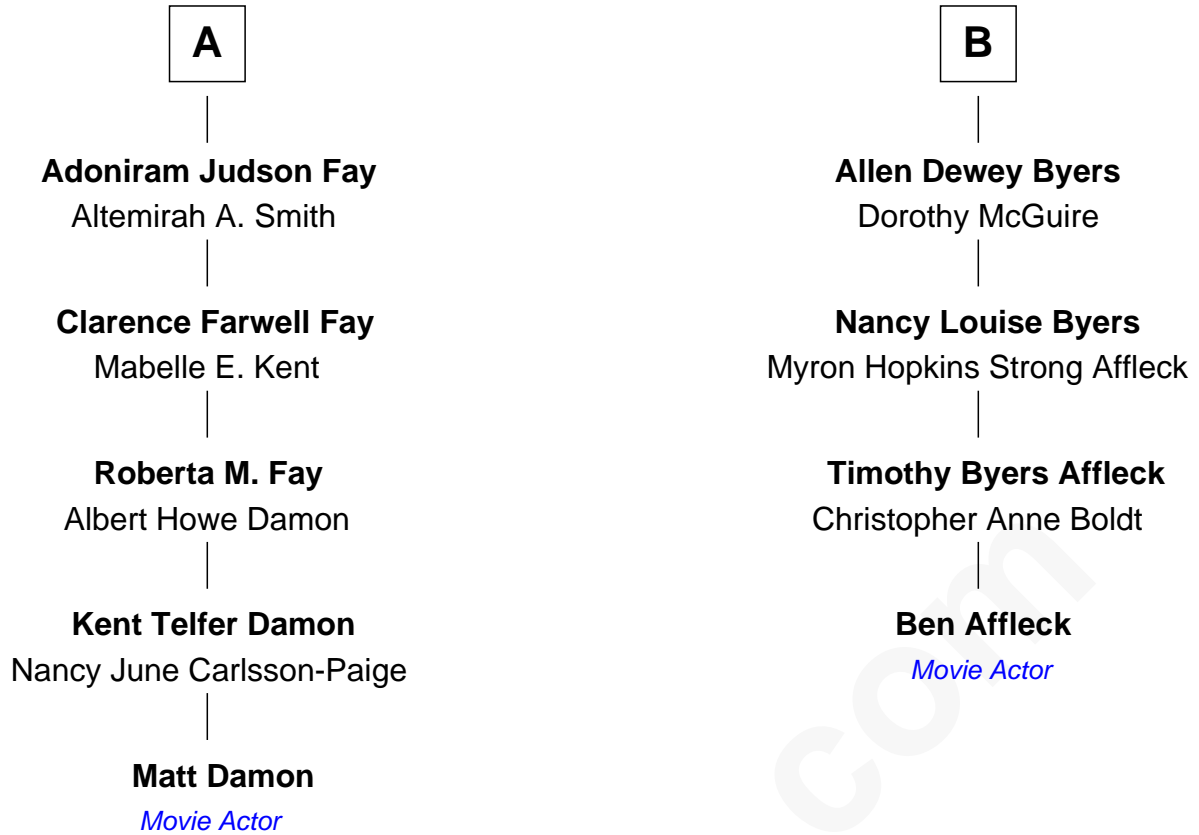 A
Adoniram Judson Fay
Altemirah A. Smith
Clarence Farwell Fay
Mabelle E. Kent
Roberta M. Fay
Albert Howe Damon
Kent Telfer Damon
Nancy June Carlsson-Paige
Matt Damon
Movie Actor
B
Allen Dewey Byers
Dorothy McGuire
Nancy Louise Byers
Myron Hopkins Strong Affleck
Timothy Byers Affleck
Christopher Anne Boldt
Ben Affleck
Movie Actor
com